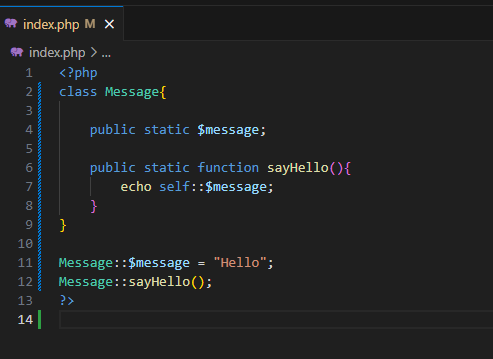 index.php M ×
index.php > ...
1 <?php
2 class Message{
3
4     public static $message;
5
6     public static function sayHello(){
7         echo self::$message;
8     }
9 }
10
11 Message::$message = "Hello";
12 Message::sayHello();
13 ?>
14